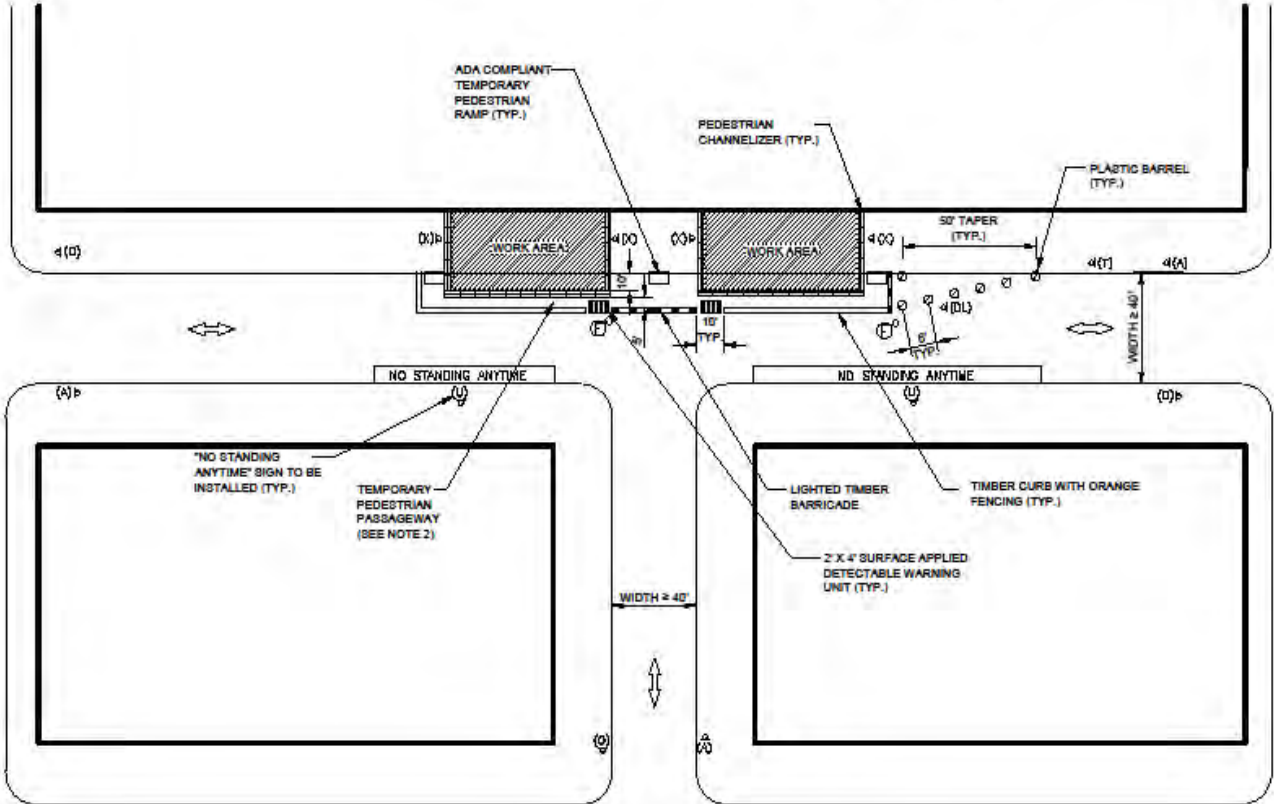 ADA COMPLIANT
TEMPORARY
PEDESTRIAN
RAMP (TYP.)
PEDESTRIAN
CHANNELIZER (TYP.)
PLASTIC BARREL
(TYP.)
50' TAPER
(TYP.)
(X)
WORK AREA
(X)
(X)
WORK AREA
(X)
(T)
(A)
10'
(DL)
10'
TYP.
5'
(F)
(F)
6'
TYP.
WIDTH ≥ 40'
NO STANDING ANYTIME
NO STANDING ANYTIME
(A)
(U)
(U)
"NO STANDING
ANYTIME" SIGN TO BE
INSTALLED (TYP.)
TEMPORARY
PEDESTRIAN
PASSAGEWAY
(SEE NOTE 2)
LIGHTED TIMBER
BARRICADE
TIMBER CURB WITH ORANGE
FENCING (TYP.)
2' X 4' SURFACE APPLIED
DETECTABLE WARNING
UNIT (TYP.)
WIDTH ≥ 40'
(A)